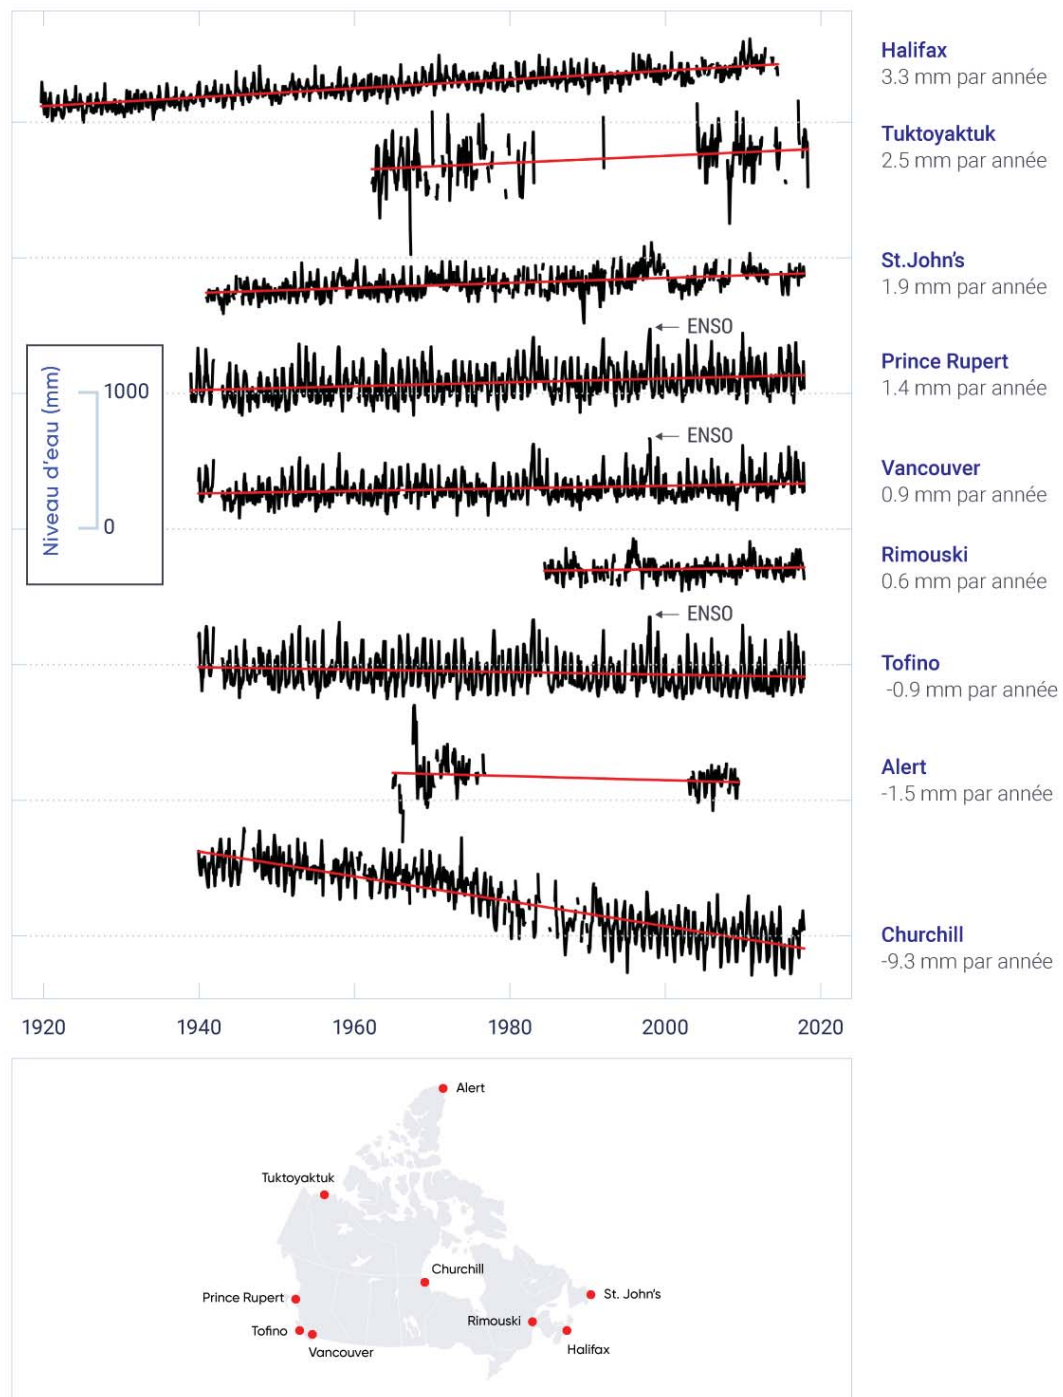 Halifax
3.3 mm par année
Tuktoyaktuk
2.5 mm par année
St.John's
1.9 mm par année
← ENSO
Prince Rupert
1.4 mm par année
Niveau d'eau (mm)
1000
0
← ENSO
Vancouver
0.9 mm par année
Rimouski
0.6 mm par année
← ENSO
Tofino
-0.9 mm par année
Alert
-1.5 mm par année
Churchill
-9.3 mm par année
1920 1940 1960 1980 2000 2020
Alert
Tuktoyaktuk
Churchill
Prince Rupert
St. John's
Rimouski
Tofino
Vancouver
Halifax